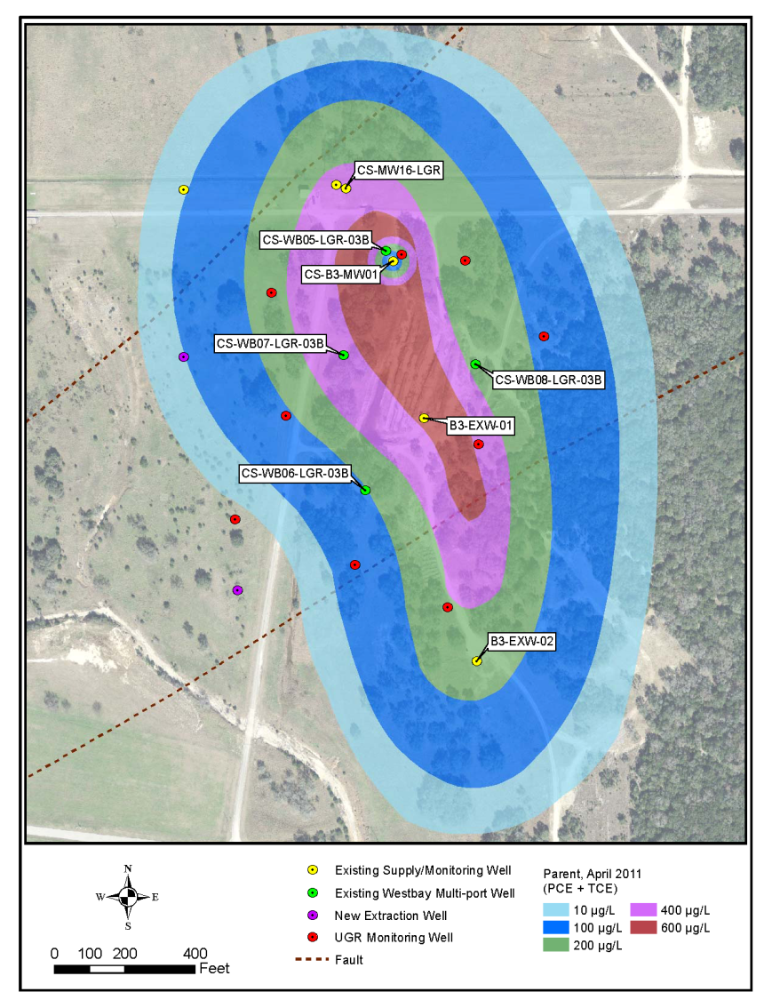 CS-MW16-LGR
CS-WB05-LGR-03B
CS-B3-MW01
CS-WB07-LGR-03B
CS-WB08-LGR-03B
B3-EXW-01
CS-WB06-LGR-03B
B3-EXW-02
N
W
E
S
0 100 200 400
Feet
Existing Supply/Monitoring Well
Existing Westbay Multi-port Well
New Extraction Well
UGR Monitoring Well
Fault
Parent, April 2011
(PCE + TCE)
10 µg/L
100 µg/L
200 µg/L
400 µg/L
600 µg/L